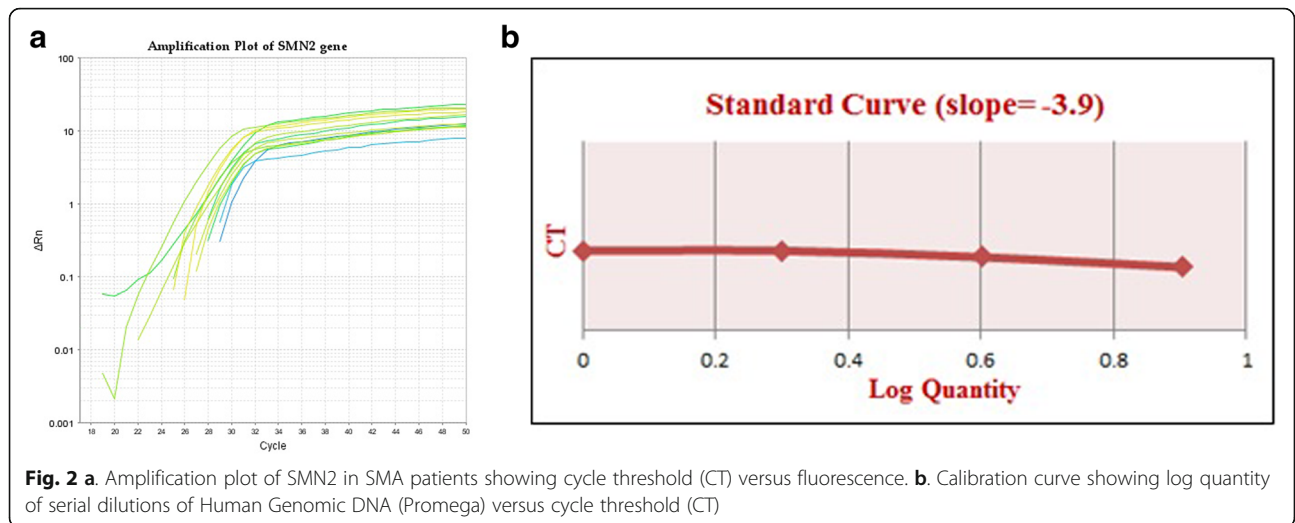 a
Amplification Plot of SMN2 gene
100
10
1
0.1
0.01
0.001
ΔRn
18 20 22 24 26 28 30 32 34 36 38 40 42 44 46 48 50
Cycle
b
Standard Curve (slope= -3.9)
CT
0 0.2 0.4 0.6 0.8 1
Log Quantity
Fig. 2 a. Amplification plot of SMN2 in SMA patients showing cycle threshold (CT) versus fluorescence. b. Calibration curve showing log quantity
of serial dilutions of Human Genomic DNA (Promega) versus cycle threshold (CT)